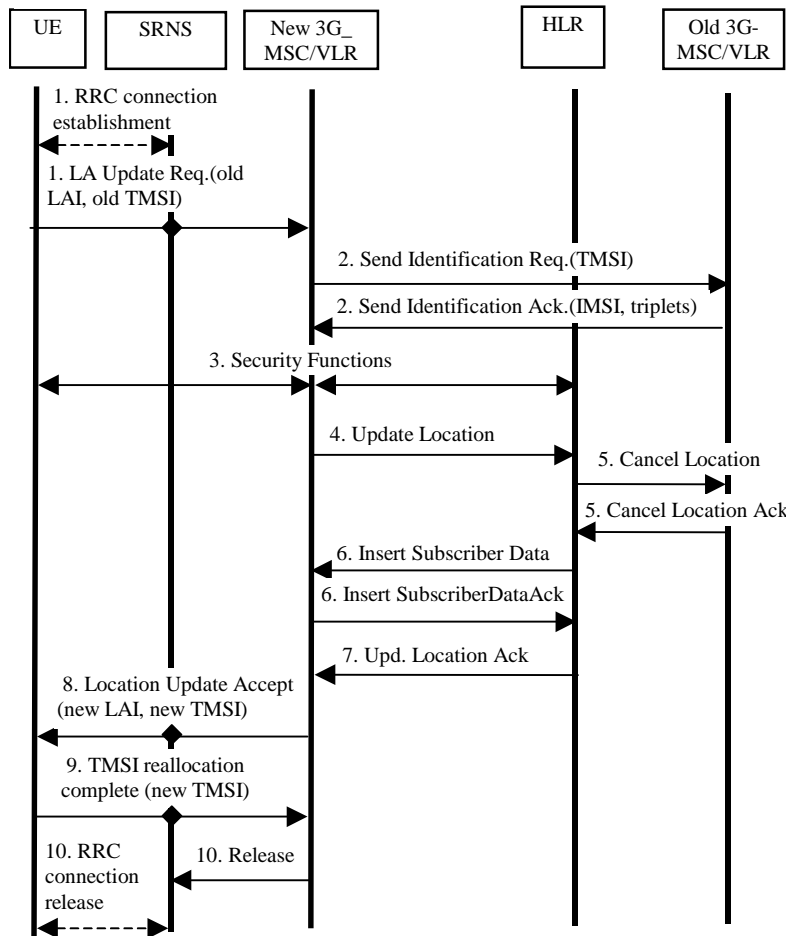 UE
SRNS
New 3G_
MSC/VLR
HLR
Old 3G-
MSC/VLR
1. RRC connection
establishment
1. LA Update Req.(old
LAI, old TMSI)
2. Send Identification Req.(TMSI)
2. Send Identification Ack.(IMSI, triplets)
3. Security Functions
4. Update Location
5. Cancel Location
5. Cancel Location Ack
6. Insert Subscriber Data
6. Insert SubscriberDataAck
7. Upd. Location Ack
8. Location Update Accept
(new LAI, new TMSI)
9. TMSI reallocation
complete (new TMSI)
10. RRC
connection
release
10. Release